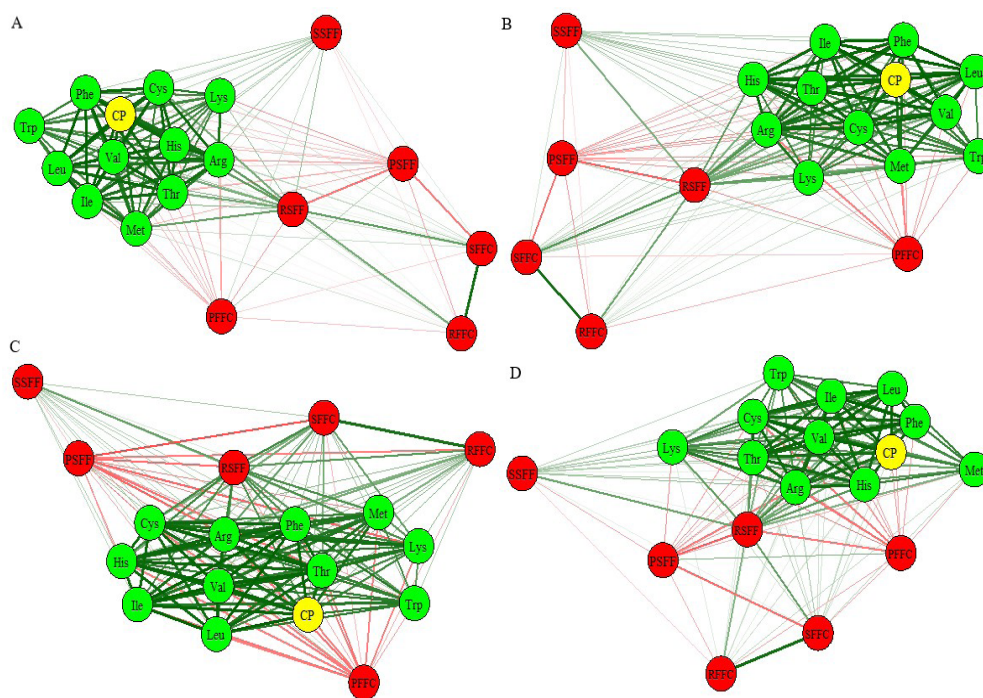 A
SSFF
Phe
Cys
Lys
CP
Trp
Val
His
Arg
Leu
PSFF
Ile
Thr
RSFF
Met
SFFC
PFFC
RFFC
B
SSFF
Ile
Phe
His
Thr
CP
Leu
Val
Arg
Cys
Trp
PSFF
RSFF
Lys
Met
SFFC
PFFC
RFFC
C
SSFF
SFFC
PSFF
RSFF
RFFC
Cys
Arg
Phe
Met
His
Lys
Val
Thr
Ile
CP
Trp
Leu
PFFC
D
Trp
Ile
Leu
Cys
Phe
Lys
Val
CP
SSFF
Thr
Met
Arg
His
RSFF
PSFF
PFFC
SFFC
RFFC